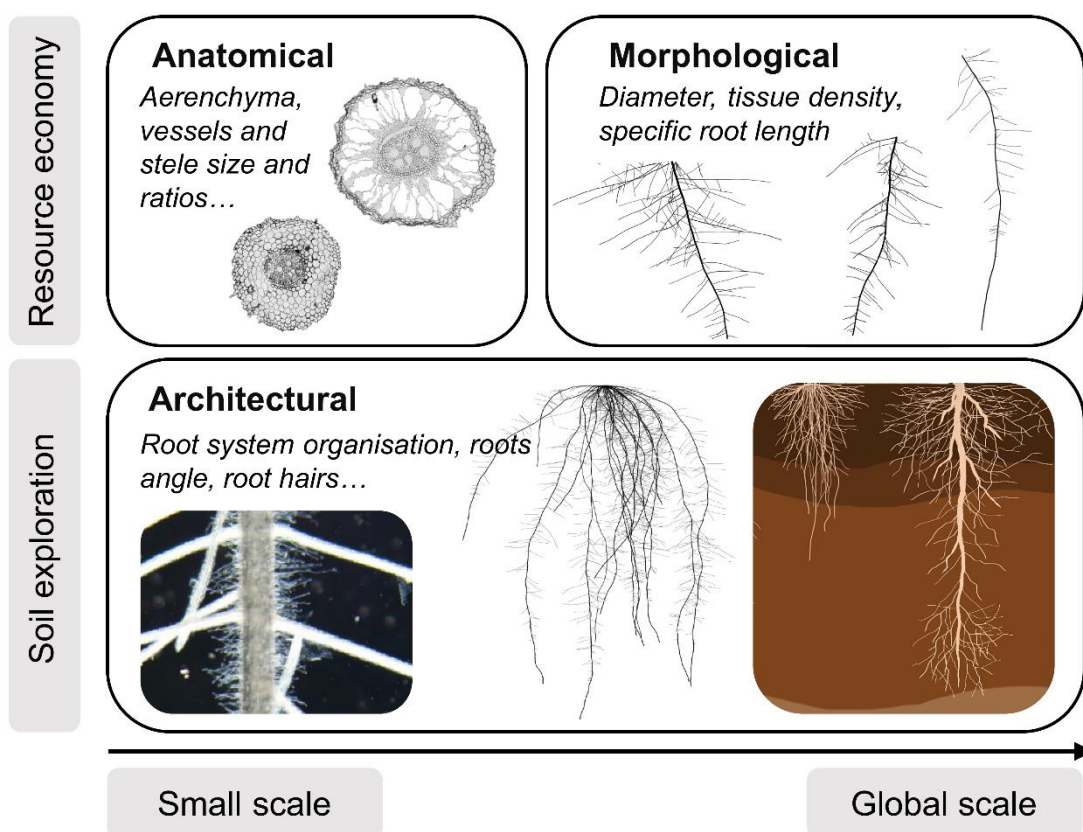 Resource economy
Anatomical
Aerenchyma,
vessels and
stele size and
ratios…
Morphological
Diameter, tissue density,
specific root length
Soil exploration
Architectural
Root system organisation, roots
angle, root hairs…
Small scale
Global scale